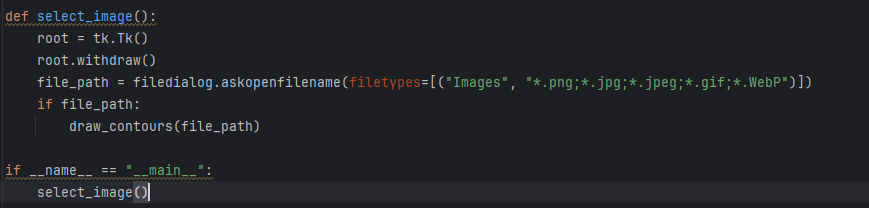 def select_image():
    root = tk.Tk()
    root.withdraw()
    file_path = filedialog.askopenfilename(filetypes=[("Images", "*.png;*.jpg;*.jpeg;*.gif;*.WebP")])
    if file_path:
        draw_contours(file_path)
if __name__ == "__main__":
    select_image()